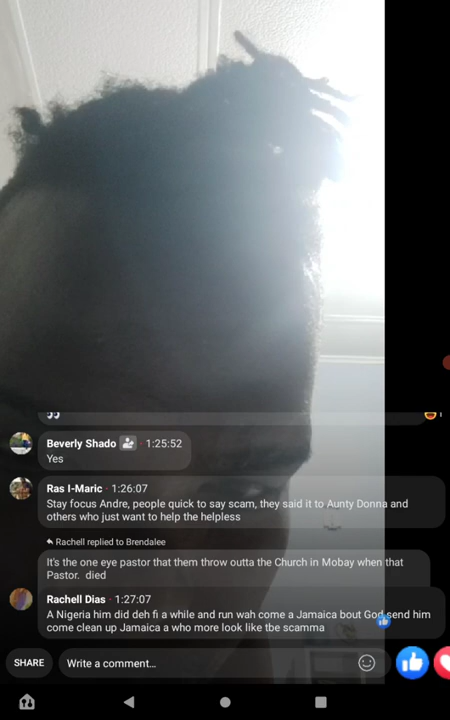 Beverly Shado · 1:25:52
Yes
Ras I-Maric · 1:26:07
Stay focus Andre, people quick to say scam, they said it to Aunty Donna and
others who just want to help the helpless
Rachell replied to Brendalee
It's the one eye pastor that them throw outta the Church in Mobay when that
Pastor. died
Rachell Dias · 1:27:07
A Nigeria him did deh fi a while and run wah come a Jamaica bout God send him
come clean up Jamaica a who more look like tbe scamma
SHARE
Write a comment...